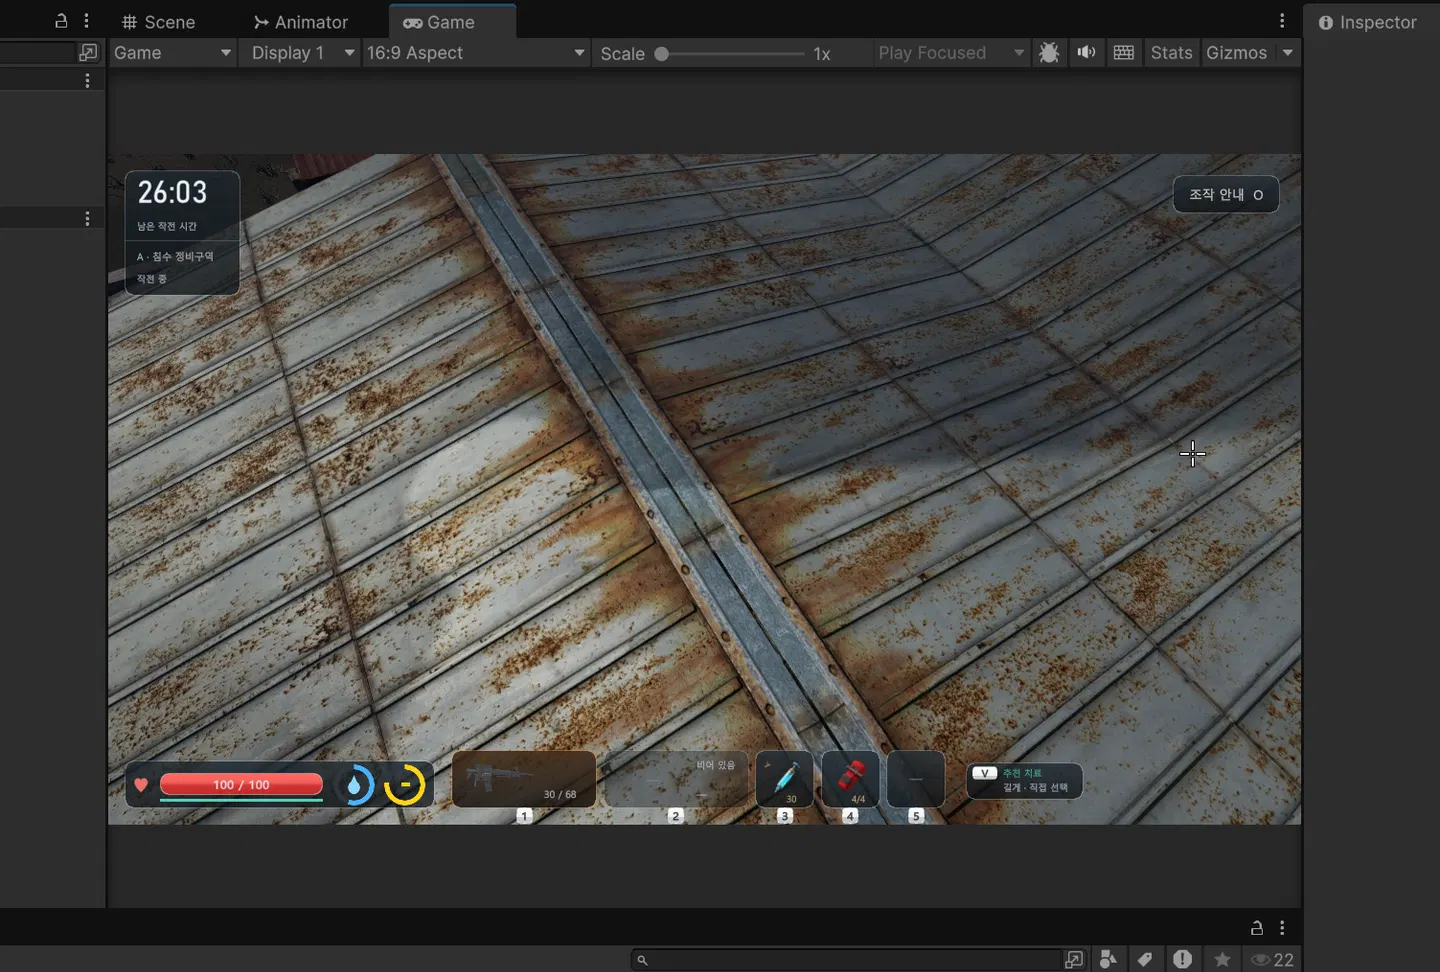 Scene
Animator
Game
Inspector
Game
Display 1
16:9 Aspect
Scale
1x
Play Focused
Stats
Gizmos
26:03
남은 작전 시간
A · 침수 정비구역
작전 중
조작 안내 O
100 / 100
30 / 68
비어 있음
30
4/4
V
추천 치료
길게 · 직접 선택
1
2
3
4
5
22